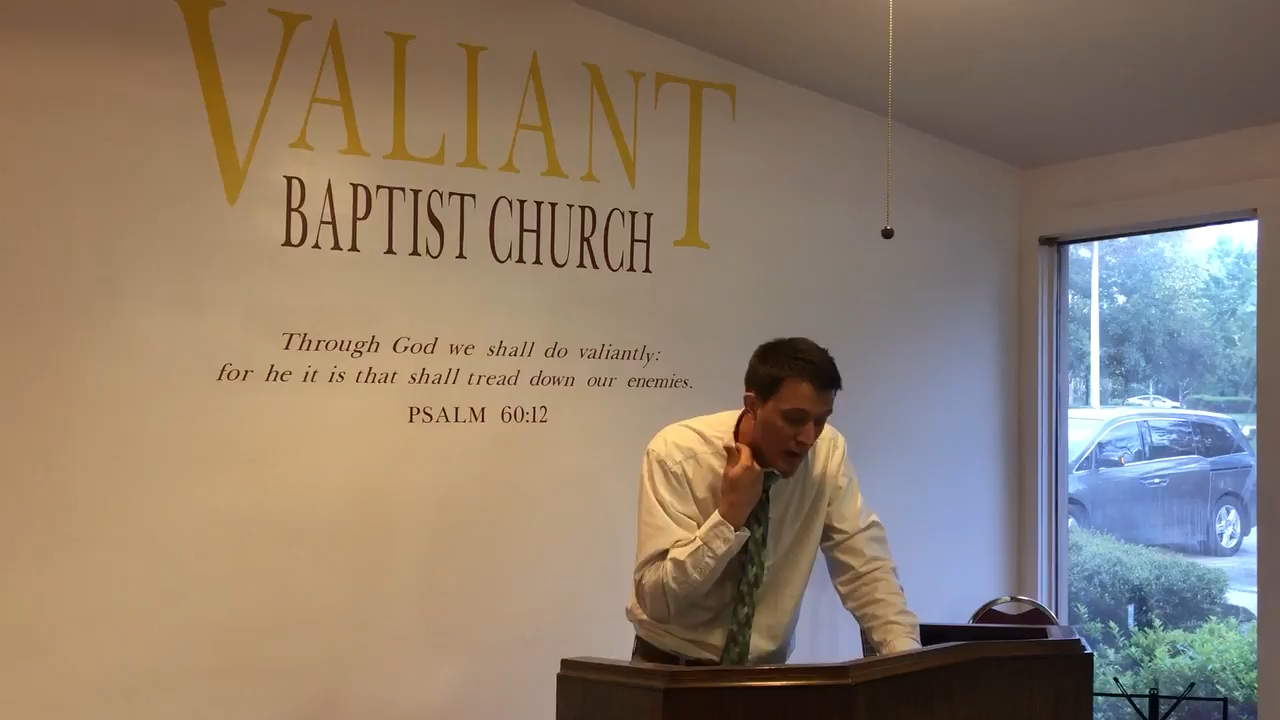 VALIANT
BAPTIST CHURCH
Through God we shall do valiantly:
for he it is that shall tread down our enemies.
PSALM 60:12